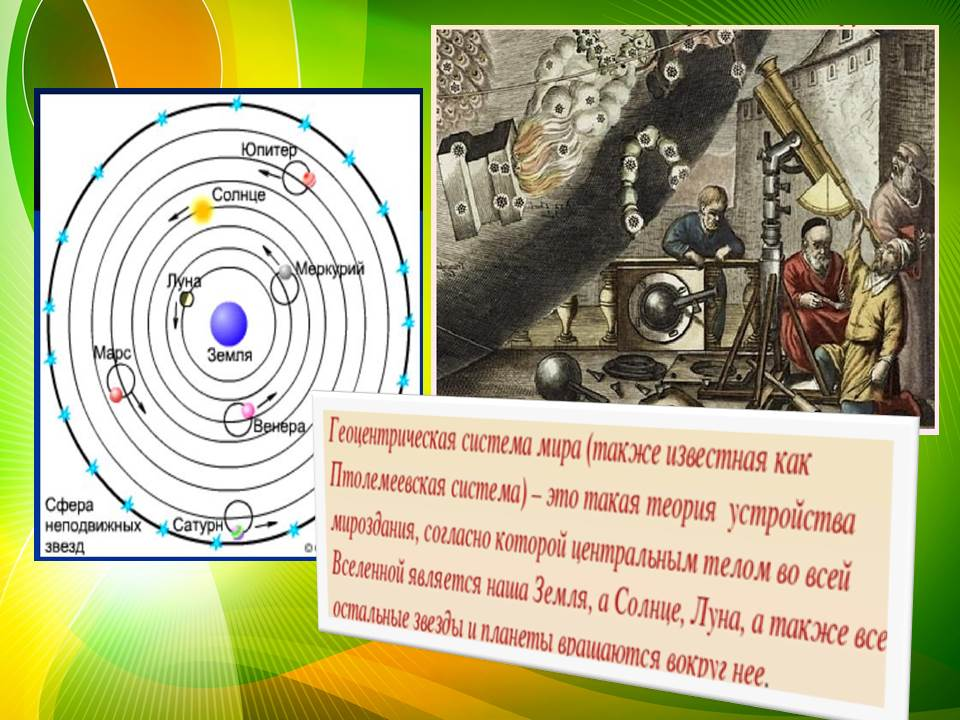 Юпитер
Солнце
Меркурий
Луна
Земля
Марс
Венера
Сатурн
Сфера
неподвижных
звезд
©
Геоцентрическая система мира (также известная как
Птолемеевская система) – это такая теория устройства
мироздания, согласно которой центральным телом во всей
Вселенной является наша Земля, а Солнце, Луна, а также все
остальные звезды и планеты вращаются вокруг нее.